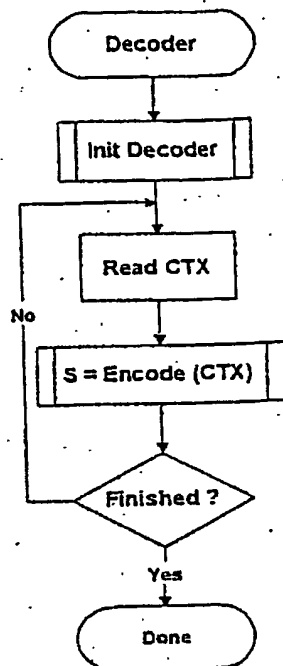 Decoder
Init Decoder
Read CTX
No
S = Encode (CTX)
Finished ?
Yes
Done